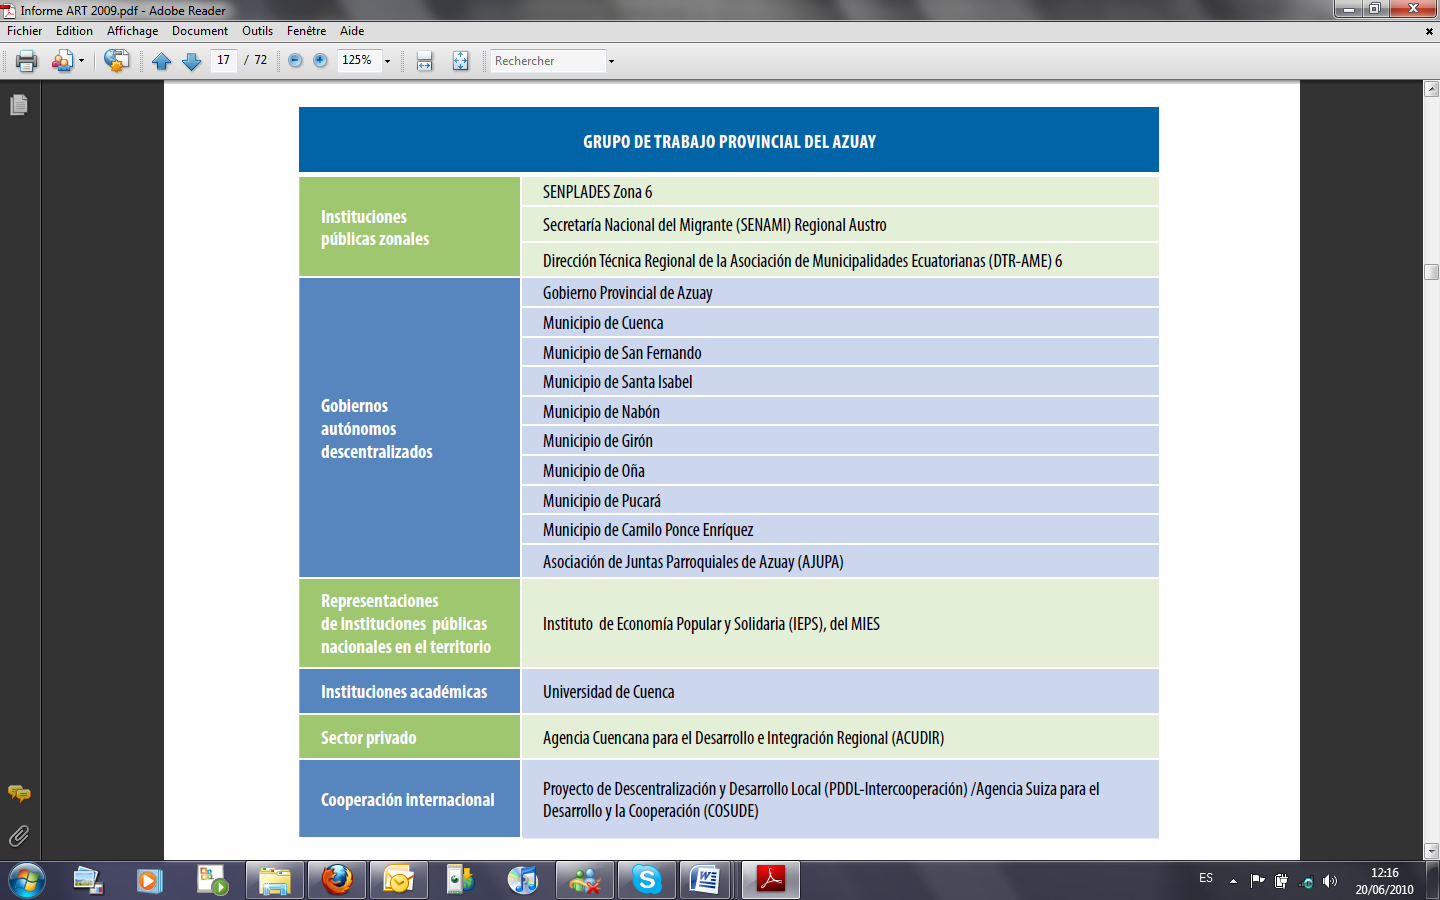 Informe ART 2009.pdf - Adobe Reader
Fichier Edition Affichage Document Outils Fenêtre Aide
17 / 72 125% Rechercher
GRUPO DE TRABAJO PROVINCIAL DEL AZUAY
Instituciones
públicas zonales
SENPLADES Zona 6
Secretaría Nacional del Migrante (SENAMI) Regional Austro
Dirección Técnica Regional de la Asociación de Municipalidades Ecuatorianas (DTR-AME) 6
Gobiernos
autónomos
descentralizados
Gobierno Provincial de Azuay
Municipio de Cuenca
Municipio de San Fernando
Municipio de Santa Isabel
Municipio de Nabón
Municipio de Girón
Municipio de Oña
Municipio de Pucará
Municipio de Camilo Ponce Enríquez
Asociación de Juntas Parroquiales de Azuay (AJUPA)
Representaciones
de instituciones públicas
nacionales en el territorio
Instituto de Economía Popular y Solidaria (IEPS), del MIES
Instituciones académicas
Universidad de Cuenca
Sector privado
Agencia Cuencana para el Desarrollo e Integración Regional (ACUDIR)
Cooperación internacional
Proyecto de Descentralización y Desarrollo Local (PDDL-Intercooperación) /Agencia Suiza para el
Desarrollo y la Cooperación (COSUDE)
ES
12:16
20/06/2010